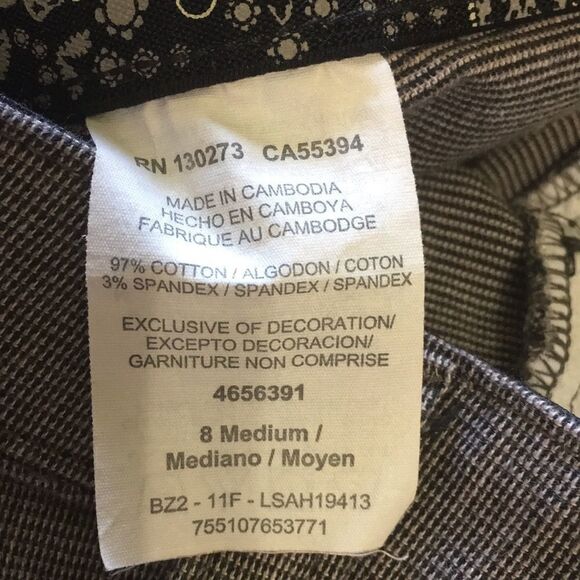 RN 130273 CA55394
MADE IN CAMBODIA
HECHO EN CAMBOYA
FABRIQUE AU CAMBODGE
97% COTTON / ALGODON / COTON
3% SPANDEX / SPANDEX / SPANDEX
EXCLUSIVE OF DECORATION/
EXCEPTO DECORACION/
GARNITURE NON COMPRISE
4656391
8 Medium /
Mediano / Moyen
BZ2 - 11F - LSAH19413
755107653771